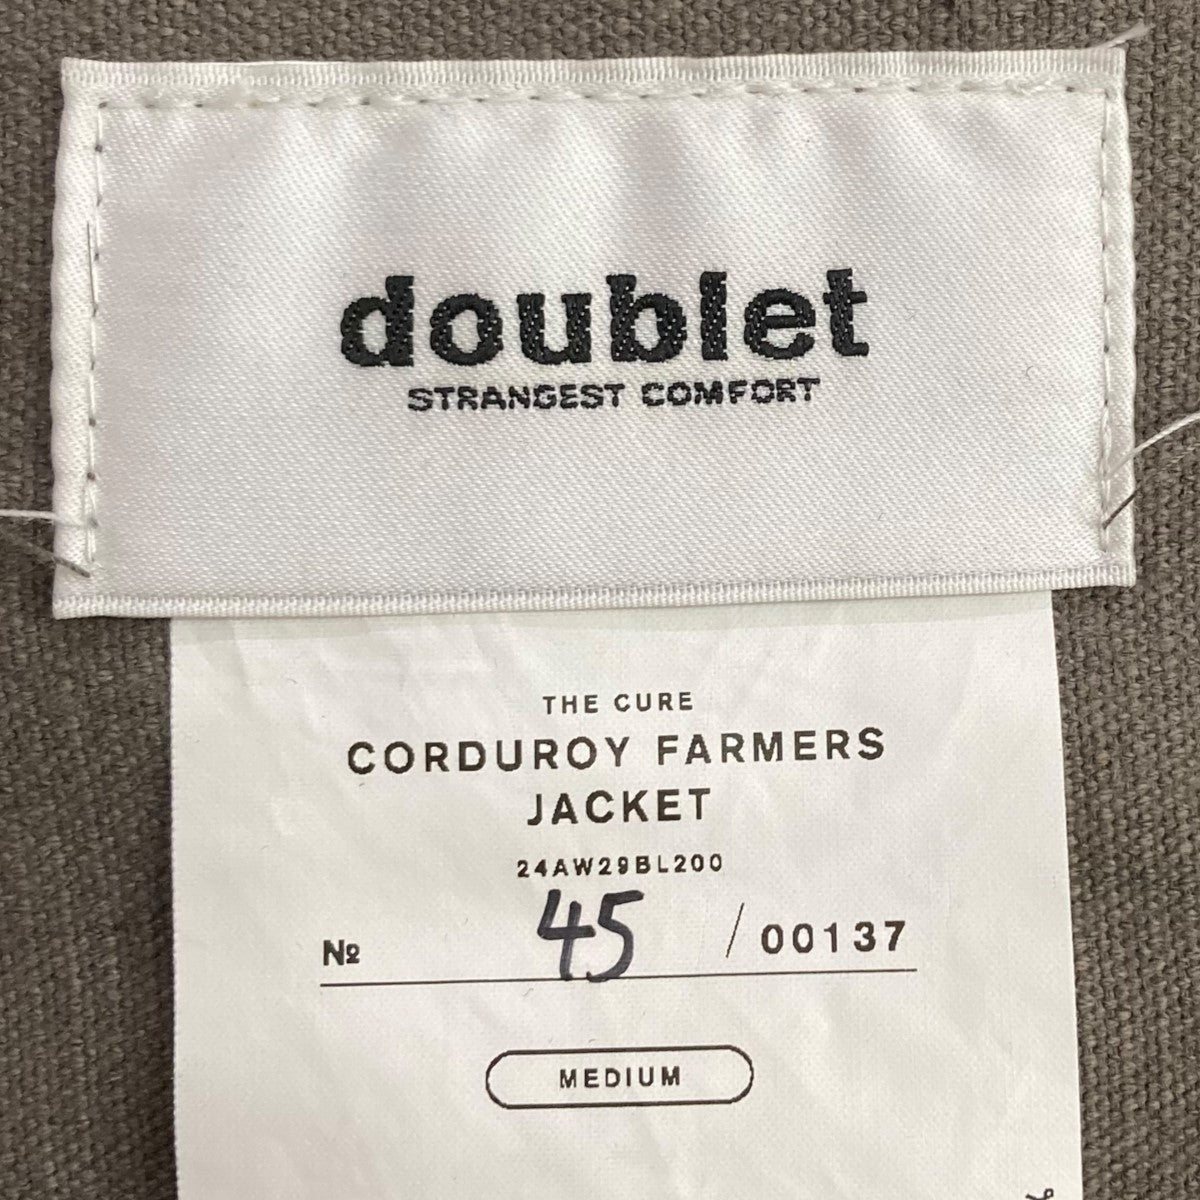 doublet
STRANGEST COMFORT
THE CURE
CORDUROY FARMERS
JACKET
24AW29BL200
№ 45 / 00137
MEDIUM